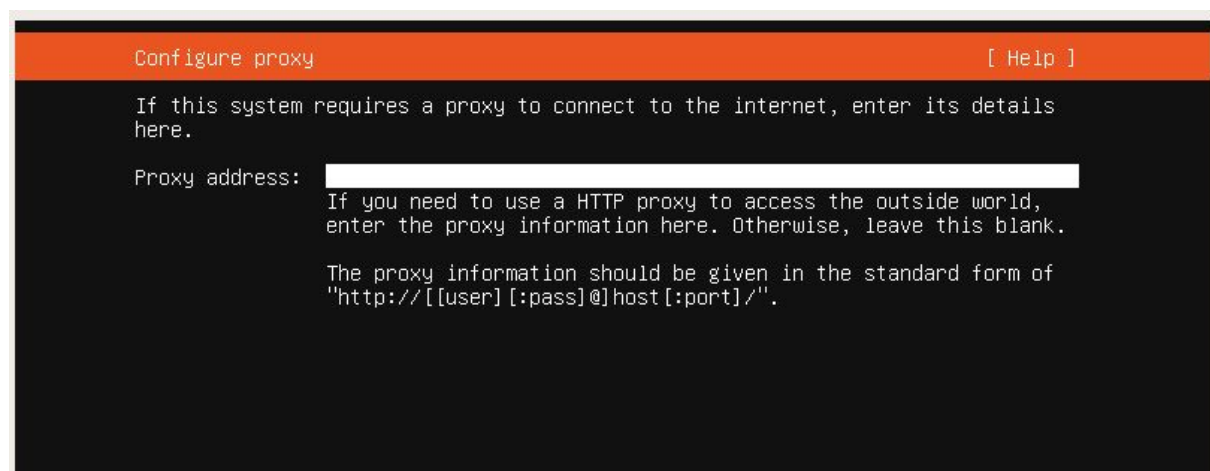 Configure proxy [ Help ]
If this system requires a proxy to connect to the internet, enter its details
here.
Proxy address:
If you need to use a HTTP proxy to access the outside world,
enter the proxy information here. Otherwise, leave this blank.
The proxy information should be given in the standard form of
"http://[[user][:pass]@]host[:port]/".